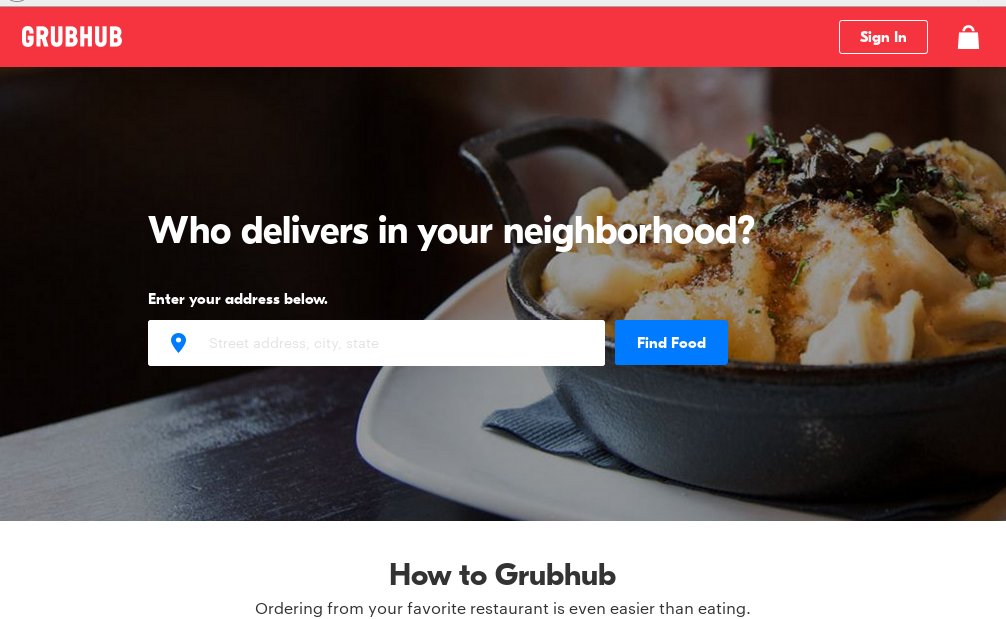 GRUBHUB
Sign In
Who delivers in your neighborhood?
Enter your address below.
Street address, city, state
Find Food
How to Grubhub
Ordering from your favorite restaurant is even easier than eating.